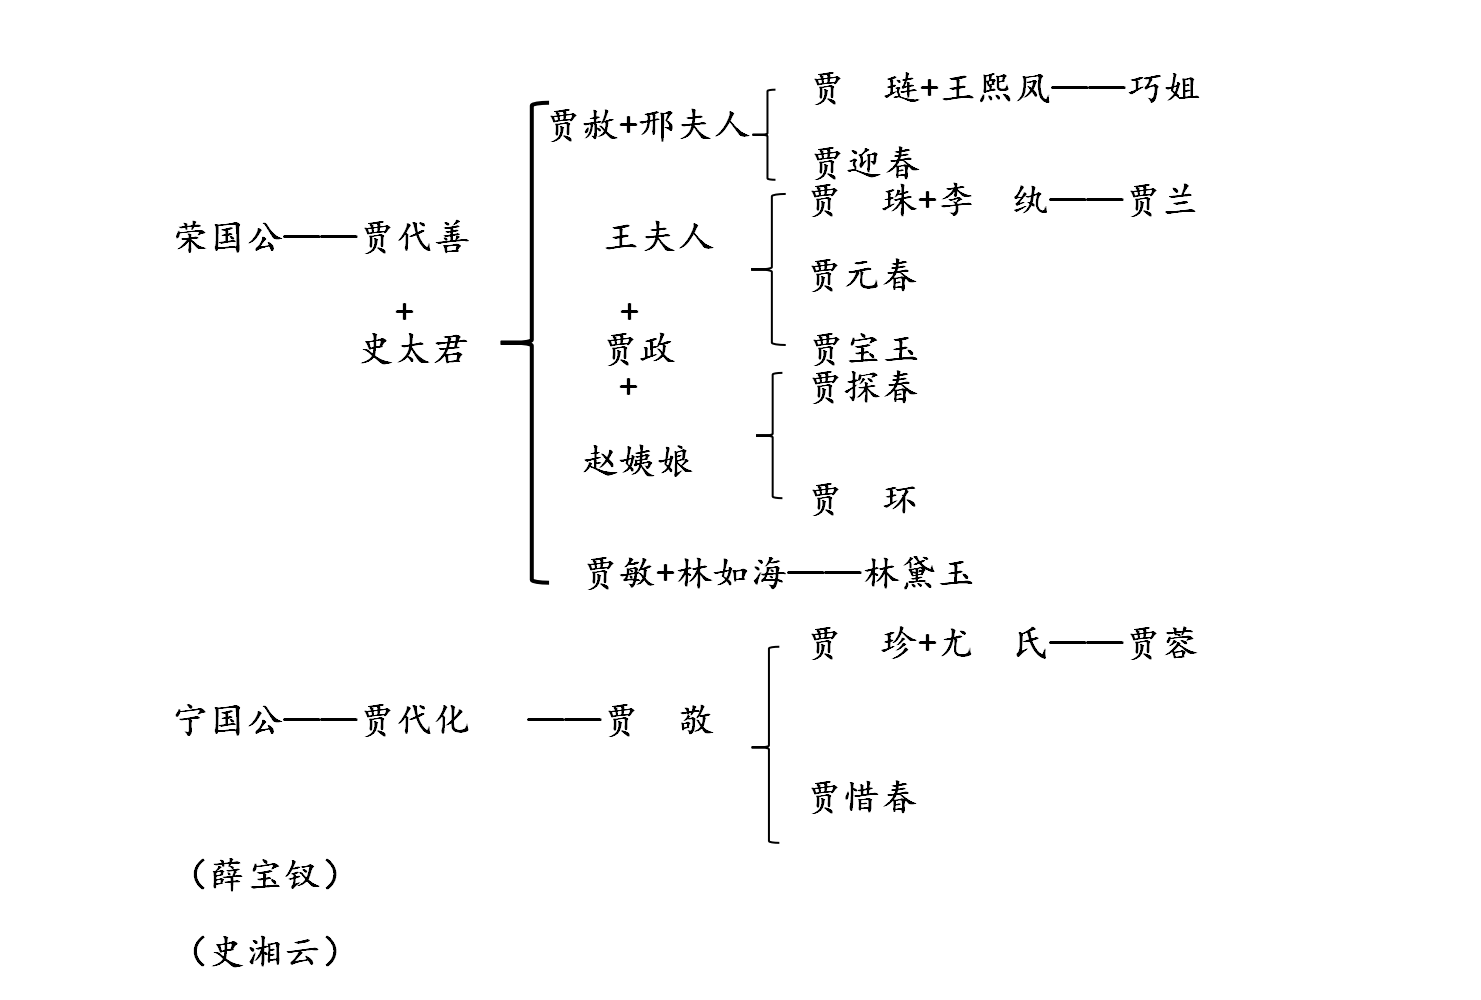 贾 琏+王熙凤——巧姐
贾赦+邢夫人
贾迎春
贾 珠+李 纨——贾兰
荣国公——贾代善
王夫人
贾元春
+
+
史太君
贾政
贾宝玉
+
贾探春
赵姨娘
贾 环
贾敏+林如海——林黛玉
贾 珍+尤 氏——贾蓉
宁国公——贾代化 ——贾 敬
贾惜春
（薛宝钗）
（史湘云）